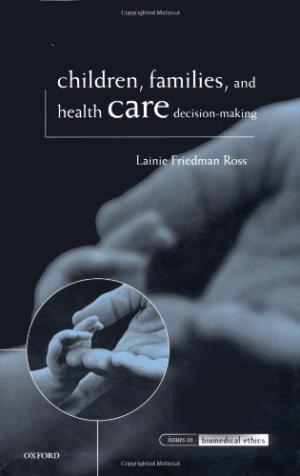 children, families, and
health care decision-making
Lainie Friedman Ross
issues in biomedical ethics
OXFORD